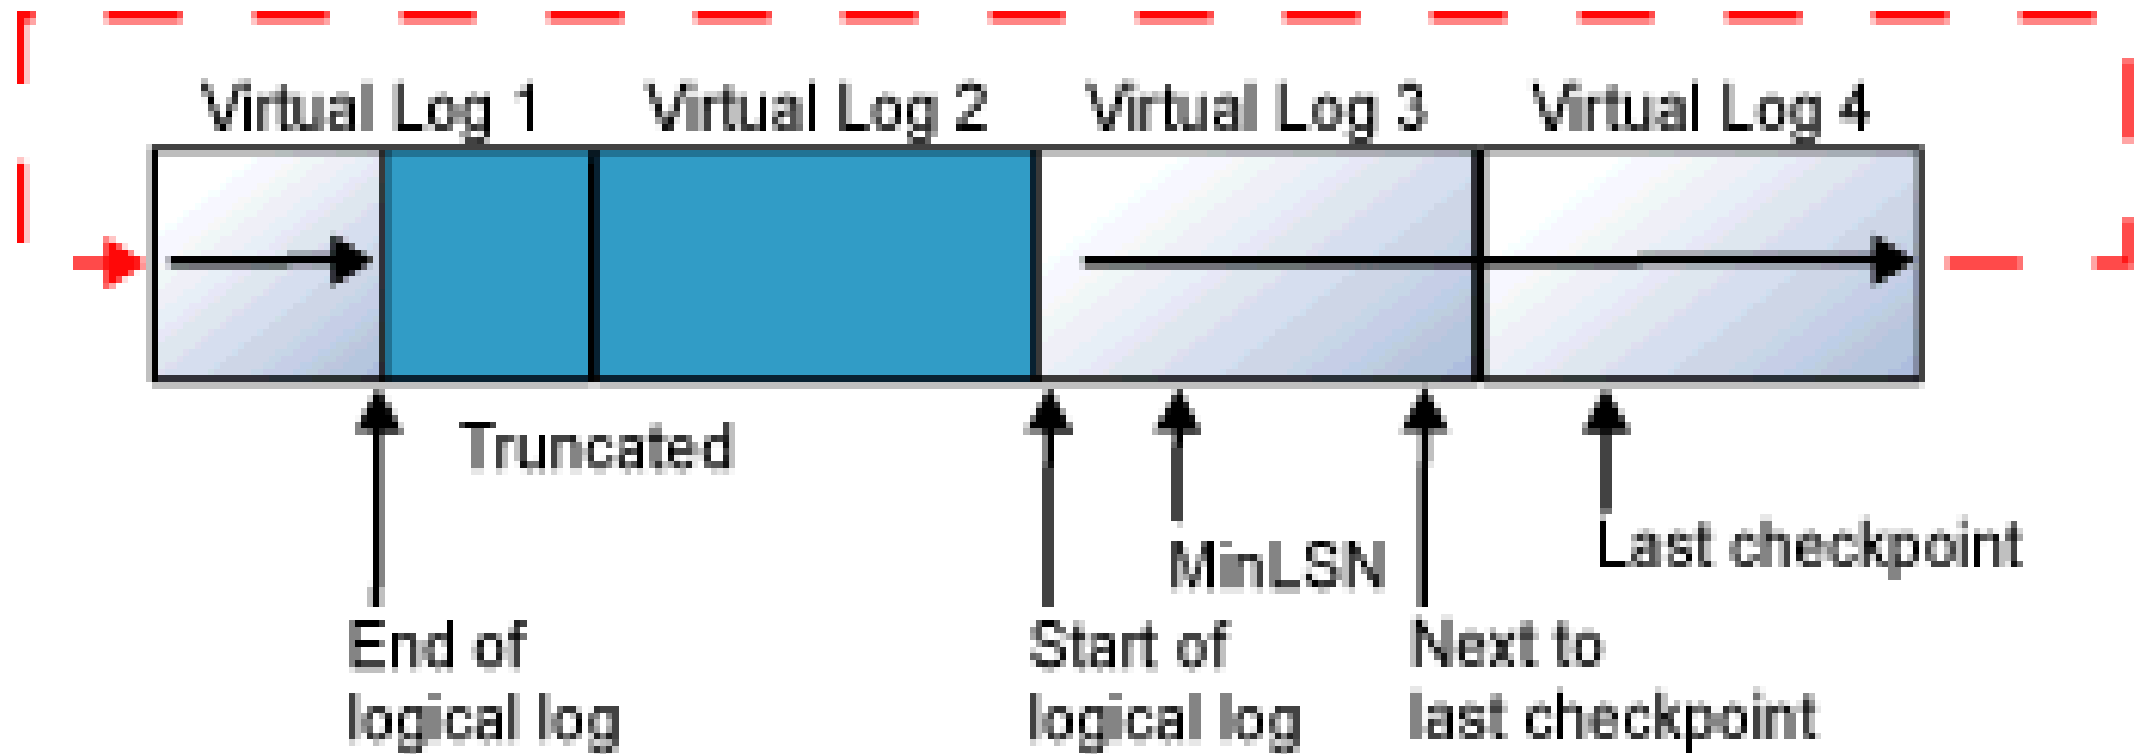 Virtual Log 1
Virtual Log 2
Virtual Log 3
Virtual Log 4
Truncated
MinLSN
Last checkpoint
End of
logical log
Start of
logical log
Next to
last checkpoint